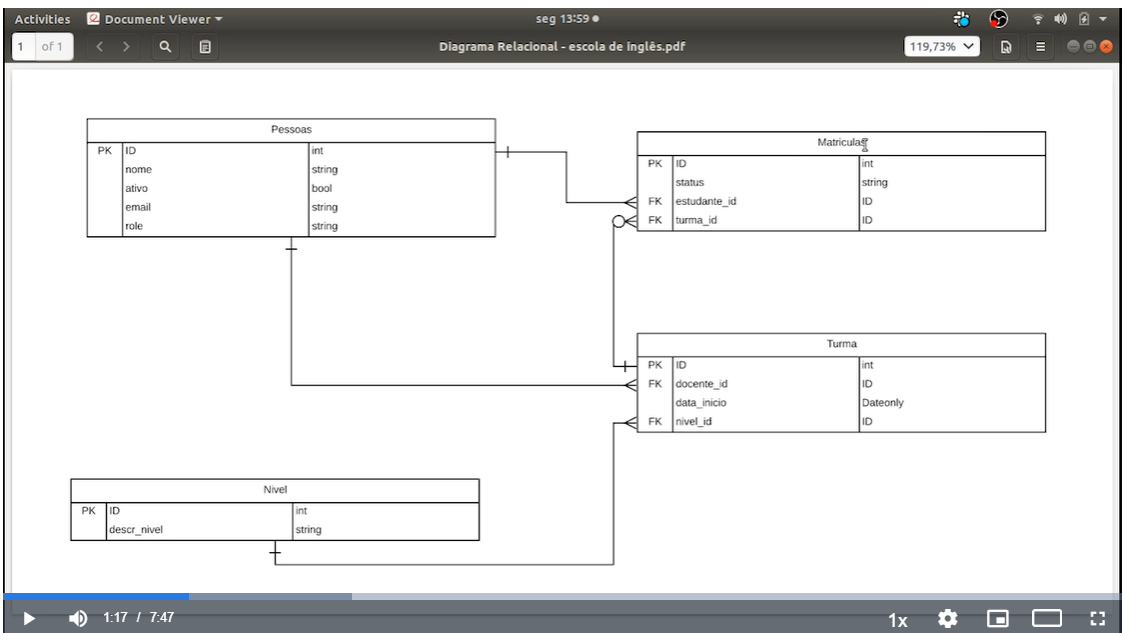 Activities Document Viewer seg 13:59
1 of 1 Diagrama Relacional - escola de inglês.pdf 119,73%
Pessoas
PK ID int
nome string
ativo bool
email string
role string
Matriculas
PK ID int
status string
FK estudante_id ID
FK turma_id ID
Turma
PK ID int
FK docente_id ID
data_inicio Dateonly
FK nivel_id ID
Nivel
PK ID int
descr_nivel string
1:17 / 7:47 1x